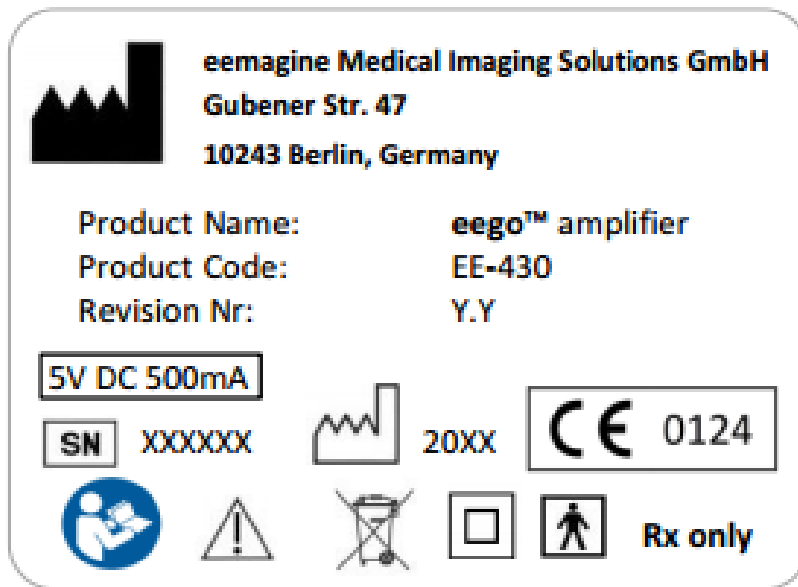 eemagine Medical Imaging Solutions GmbH
Gubener Str. 47
10243 Berlin, Germany
Product Name: eego™ amplifier
Product Code: EE-430
Revision Nr: Y.Y
5V DC 500mA
SN XXXXXX 20XX CE 0124
Rx only